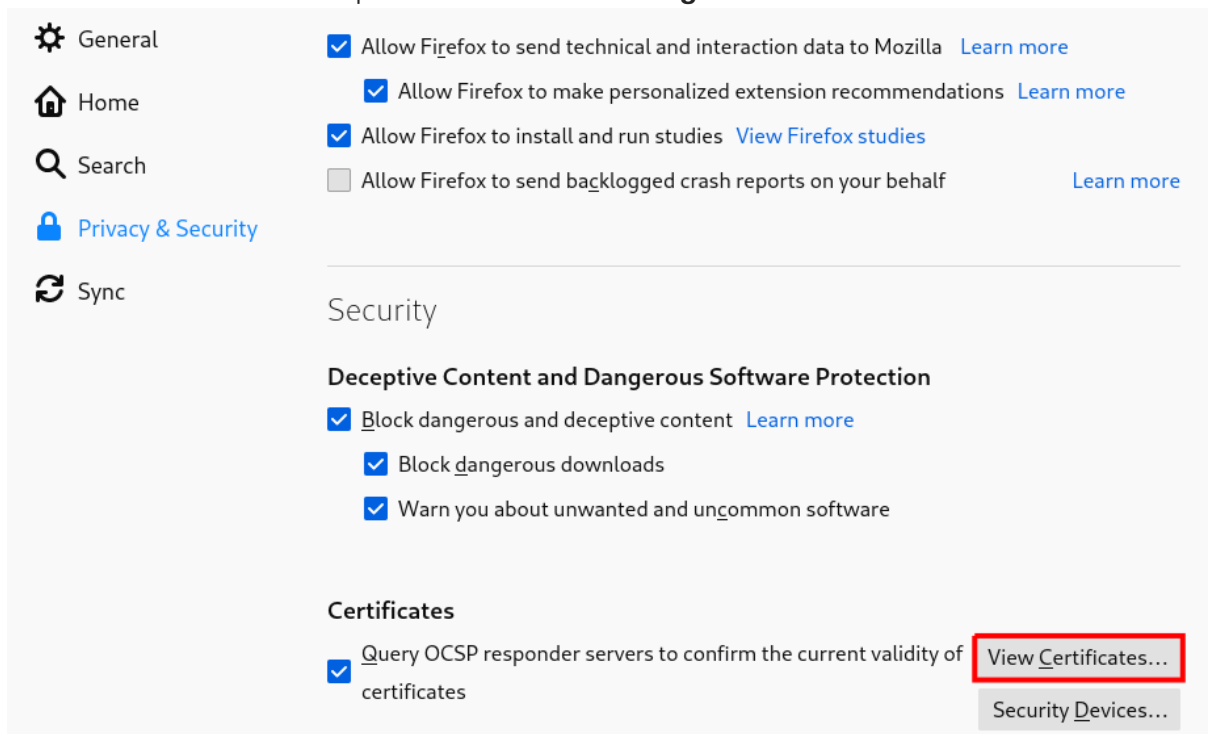 General
Home
Search
Privacy & Security
Sync
Allow Firefox to send technical and interaction data to Mozilla Learn more
Allow Firefox to make personalized extension recommendations Learn more
Allow Firefox to install and run studies View Firefox studies
Allow Firefox to send backlogged crash reports on your behalf Learn more
Security
Deceptive Content and Dangerous Software Protection
Block dangerous and deceptive content Learn more
Block dangerous downloads
Warn you about unwanted and uncommon software
Certificates
Query OCSP responder servers to confirm the current validity of
certificates
View Certificates...
Security Devices...